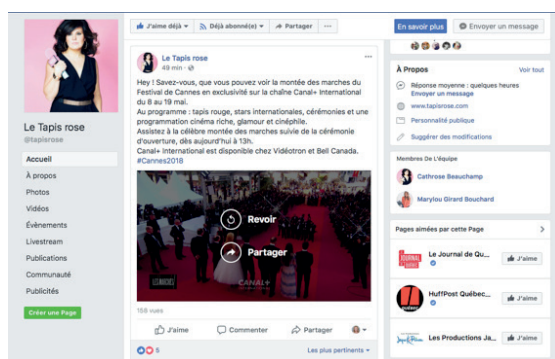 J'aime déjà
Déjà abonné(e)
Partager
En savoir plus
Envoyer un message
Le Tapis rose
@tapisrose
Accueil
À propos
Photos
Vidéos
Évènements
Livestream
Publications
Communauté
Publicités
Créer une Page
Le Tapis rose
49 min
Hey ! Savez-vous, que vous pouvez voir la montée des marches du
Festival de Cannes en exclusivité sur la chaîne Canal+ International
du 8 au 19 mai.
Au programme : tapis rouge, stars internationales, cérémonies et une
programmation cinéma riche, glamour et cinéphile.
Assistez à la célèbre montée des marches suivie de la cérémonie
d'ouverture, dès aujourd'hui à 13h.
Canal+ International est disponible chez Vidéotron et Bell Canada.
#Cannes2018
Revoir
Partager
LES MARCHES
CANAL+
159 vues
J'aime
Commenter
Partager
5
Les plus pertinents
À Propos
Voir tout
Réponse moyenne : quelques heures
Envoyer un message
www.tapisrose.com
Personnalité publique
Suggérer des modifications
Membres De L'équipe
Cathrose Beauchamp
Marylou Girard Bouchard
Pages aimées par cette Page
Le Journal de Qu...
J'aime
HuffPost Québec...
J'aime
Les Productions Ja...
J'aime